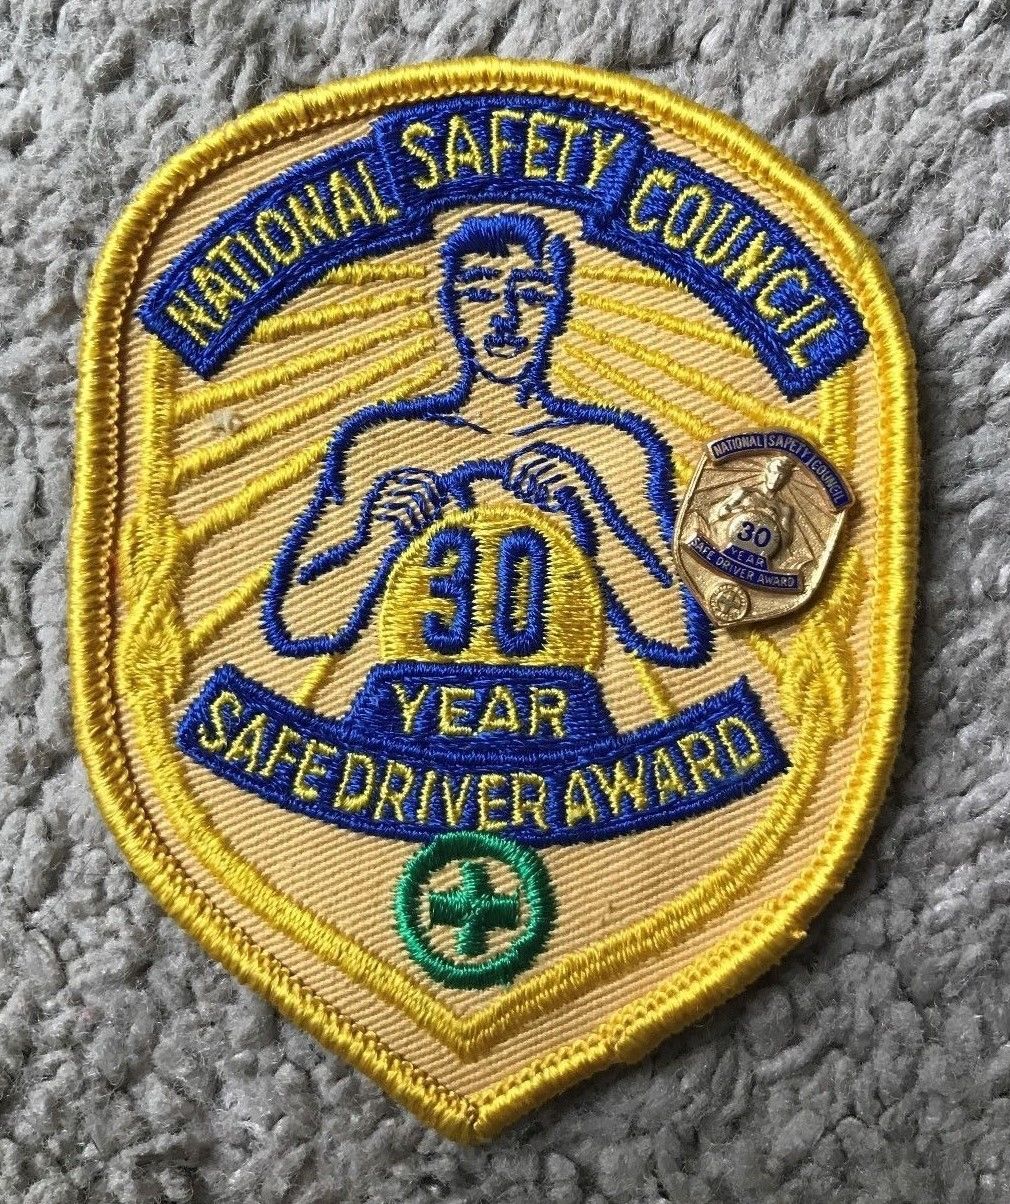 NATIONAL SAFETY COUNCIL
30
YEAR
SAFE DRIVER AWARD
NATIONAL SAFETY COUNCIL
30
YEAR
SAFE DRIVER AWARD